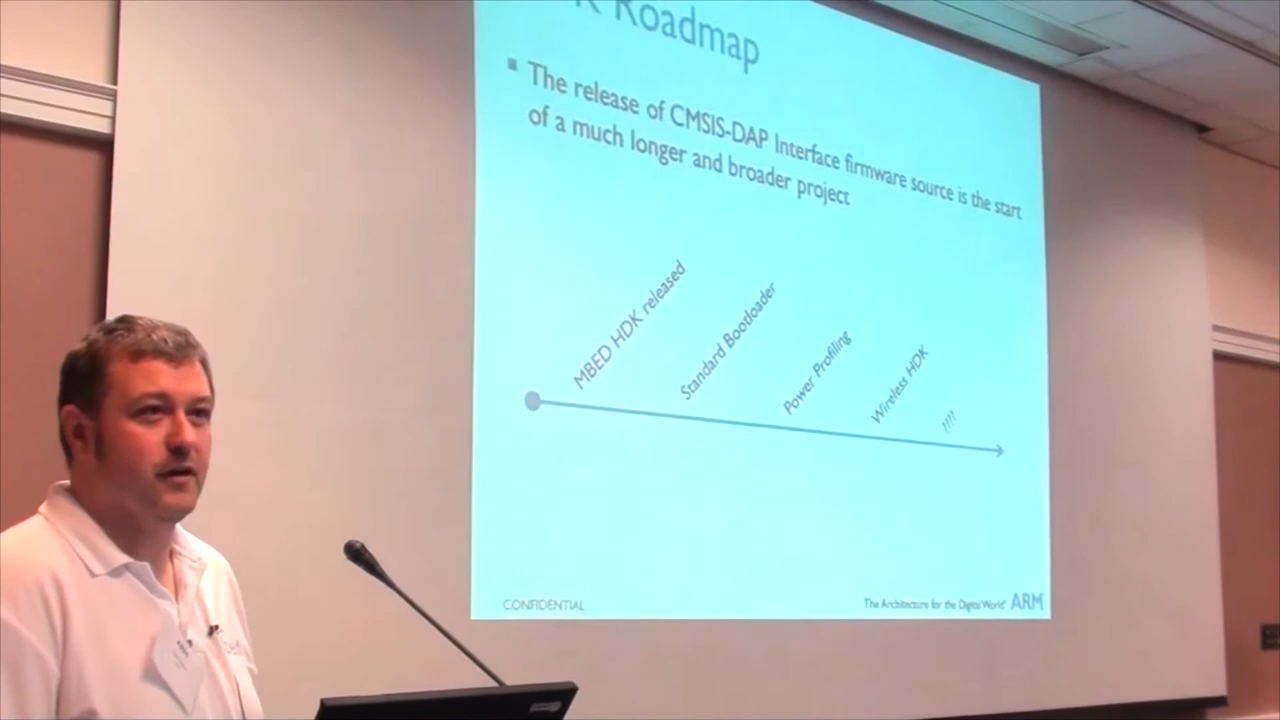 Roadmap
The release of CMSIS-DAP Interface firmware source is the start
of a much longer and broader project
MBED HDK released
Standard Bootloader
Power Profiling
Wireless HDK
!!!!
CONFIDENTIAL
The Architecture for the Digital World® ARM